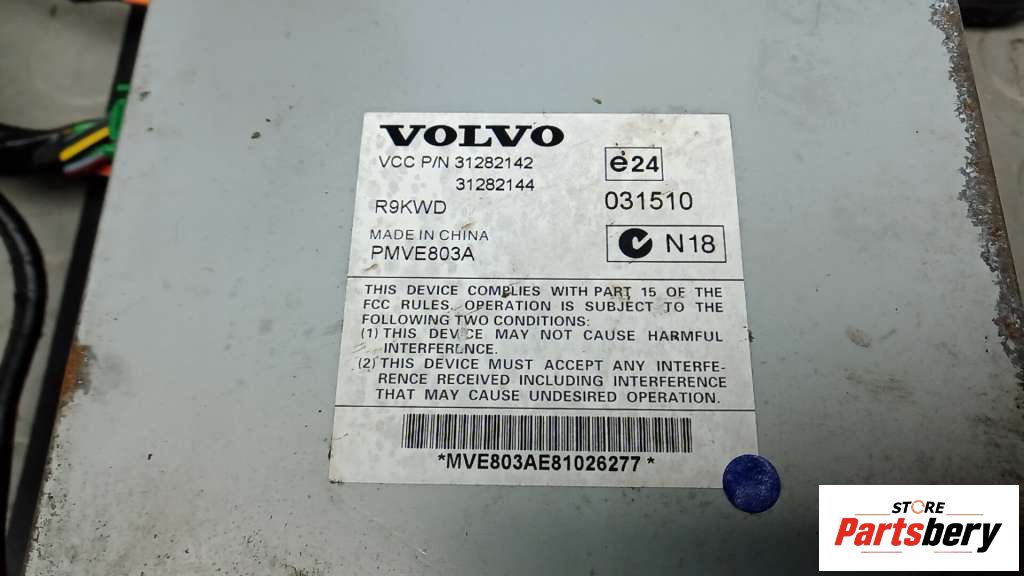 VOLVO
VCC P/N 31282142
31282144
e24
R9KWD
031510
MADE IN CHINA
PMVE803A
N18
THIS DEVICE COMPLIES WITH PART 15 OF THE
FCC RULES. OPERATION IS SUBJECT TO THE
FOLLOWING TWO CONDITIONS:
(1) THIS DEVICE MAY NOT CAUSE HARMFUL
INTERFERENCE.
(2) THIS DEVICE MUST ACCEPT ANY INTERFE-
RENCE RECEIVED INCLUDING INTERFERENCE
THAT MAY CAUSE UNDESIRED OPERATION.
*MVE803AE81026277*
STORE
Partsbery